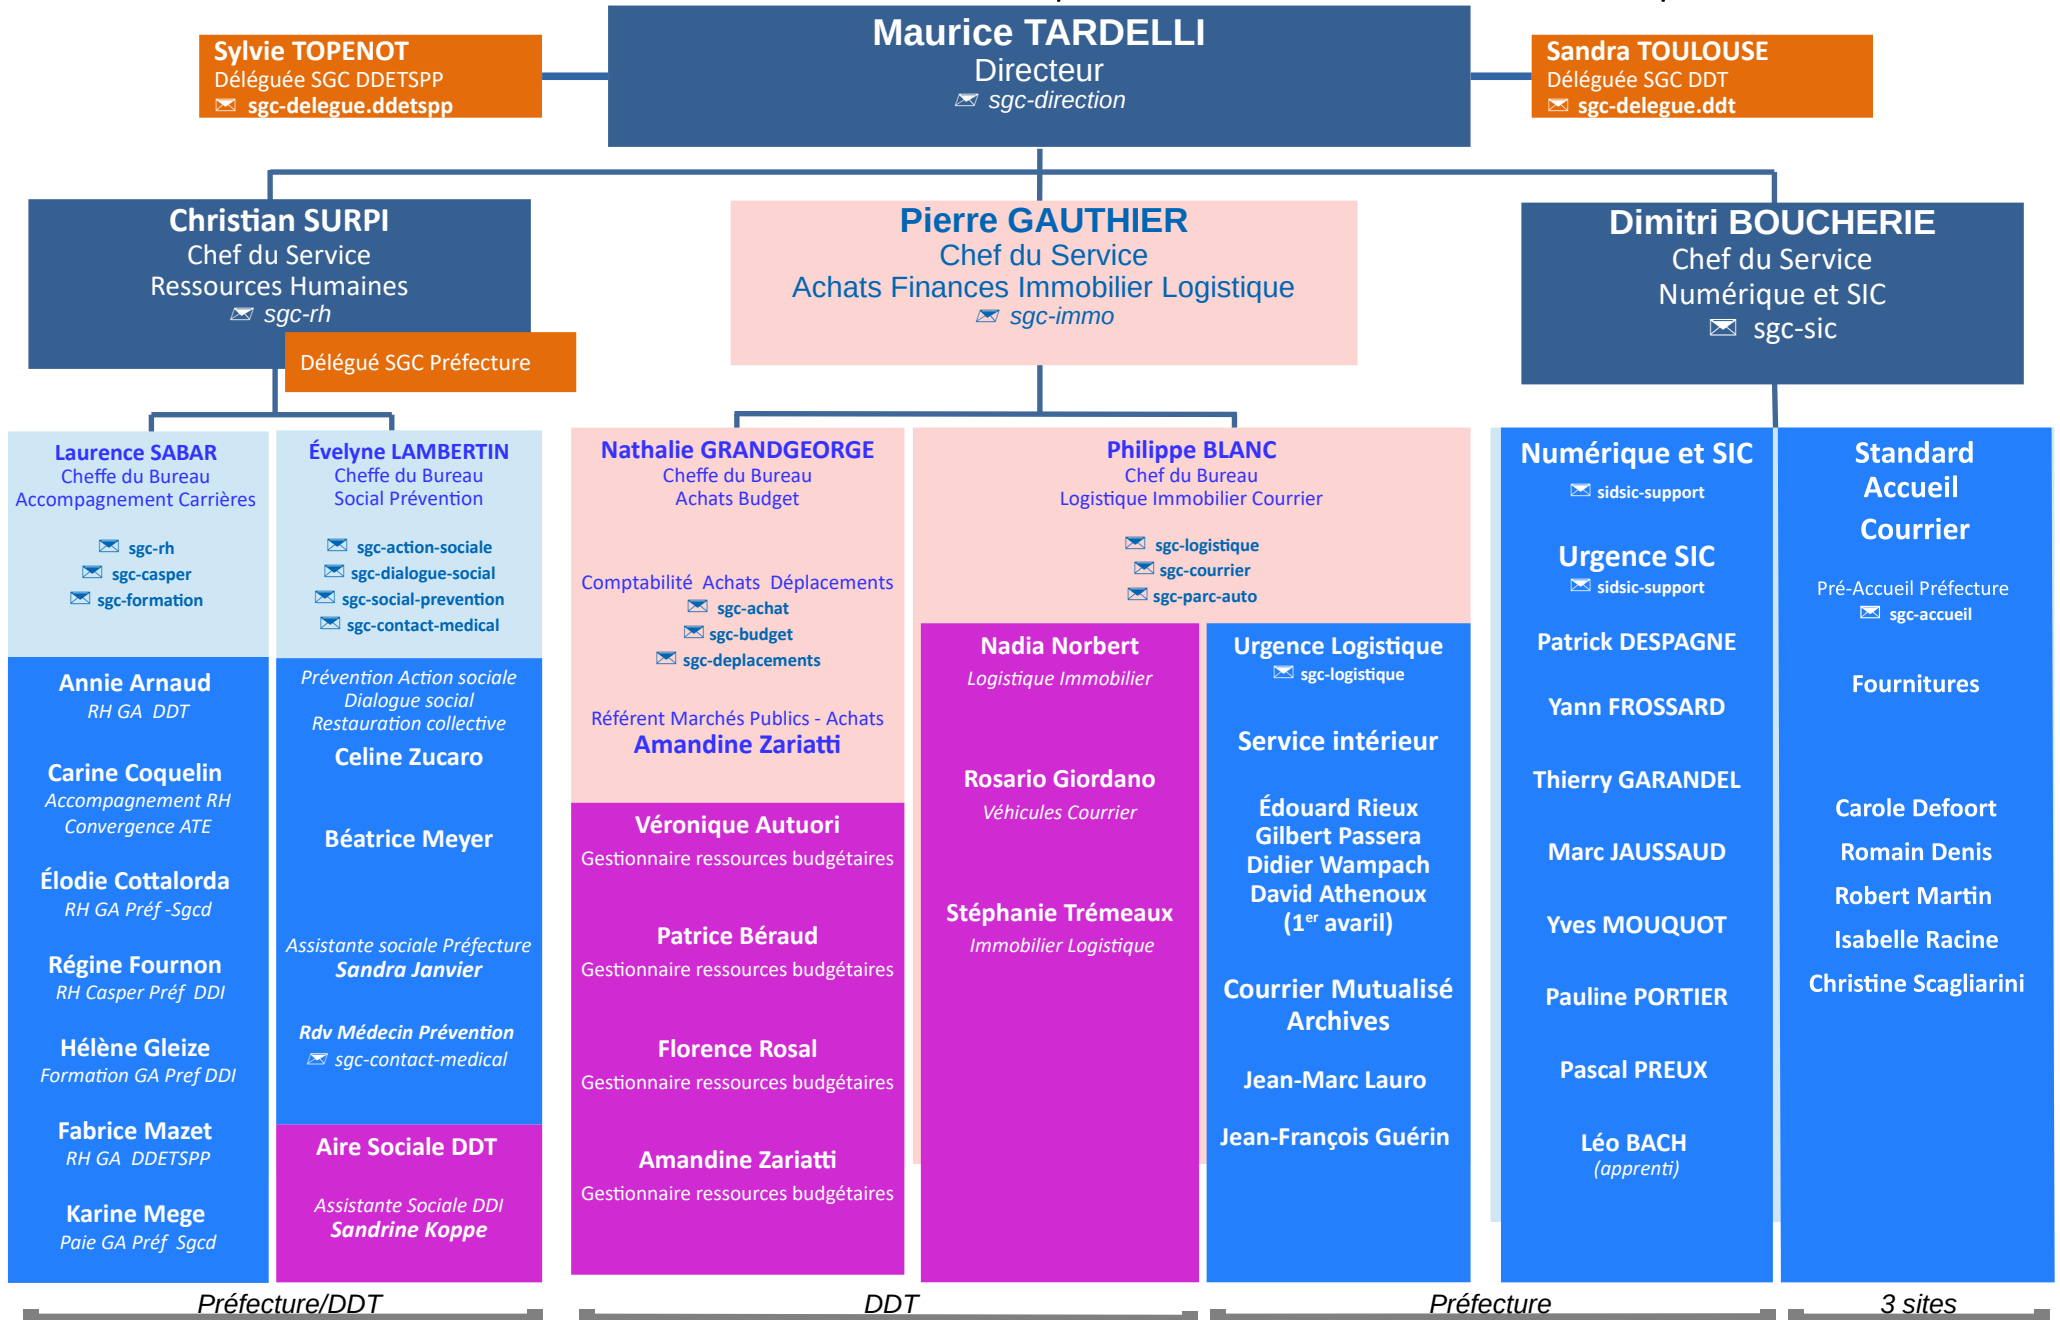 Maurice TARDELLI
Directeur
sgc-direction
Sylvie TOPENOT
Déléguée SGC DDETSPP
sgc-delegue.ddetspp
Sandra TOULOUSE
Déléguée SGC DDT
sgc-delegue.ddt
Christian SURPI
Chef du Service
Ressources Humaines
sgc-rh
Délégué SGC Préfecture
Pierre GAUTHIER
Chef du Service
Achats Finances Immobilier Logistique
sgc-immo
Dimitri BOUCHERIE
Chef du Service
Numérique et SIC
sgc-sic
Laurence SABAR
Cheffe du Bureau
Accompagnement Carrières
sgc-rh
sgc-casper
sgc-formation
Annie Arnaud
RH GA DDT
Carine Coquelin
Accompagnement RH
Convergence ATE
Élodie Cottalorda
RH GA Préf -Sgcd
Régine Fournon
RH Casper Préf DDI
Hélène Gleize
Formation GA Pref DDI
Fabrice Mazet
RH GA DDETSPP
Karine Mege
Paie GA Préf Sgcd
Évelyne LAMBERTIN
Cheffe du Bureau
Social Prévention
sgc-action-sociale
sgc-dialogue-social
sgc-social-prevention
sgc-contact-medical
Prévention Action sociale
Dialogue social
Restauration collective
Celine Zucaro
Béatrice Meyer
Assistante sociale Préfecture
Sandra Janvier
Rdv Médecin Prévention
sgc-contact-medical
Aire Sociale DDT
Assistante Sociale DDI
Sandrine Koppe
Nathalie GRANDGEORGE
Cheffe du Bureau
Achats Budget
Comptabilité Achats Déplacements
sgc-achat
sgc-budget
sgc-deplacements
Référent Marchés Publics - Achats
Amandine Zariatti
Véronique Autuori
Gestionnaire ressources budgétaires
Patrice Béraud
Gestionnaire ressources budgétaires
Florence Rosal
Gestionnaire ressources budgétaires
Amandine Zariatti
Gestionnaire ressources budgétaires
Philippe BLANC
Chef du Bureau
Logistique Immobilier Courrier
sgc-logistique
sgc-courrier
sgc-parc-auto
Nadia Norbert
Logistique Immobilier
Rosario Giordano
Véhicules Courrier
Stéphanie Trémeaux
Immobilier Logistique
Urgence Logistique
sgc-logistique
Service intérieur
Édouard Rieux
Gilbert Passera
Didier Wampach
David Athenoux
(1er avaril)
Courrier Mutualisé
Archives
Jean-Marc Lauro
Jean-François Guérin
Numérique et SIC
sidsic-support
Urgence SIC
sidsic-support
Patrick DESPAGNE
Yann FROSSARD
Thierry GARANDEL
Marc JAUSSAUD
Yves MOUQUOT
Pauline PORTIER
Pascal PREUX
Léo BACH
(apprenti)
Standard
Accueil
Courrier
Pré-Accueil Préfecture
sgc-accueil
Fournitures
Carole Defoort
Romain Denis
Robert Martin
Isabelle Racine
Christine Scagliarini
Préfecture/DDT
DDT
Préfecture
3 sites